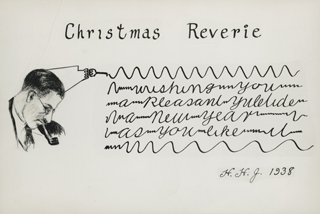 Christmas Reverie
wishing you
a Pleasant Yuletide
a New Year
as you like it
H.H.J. 1938